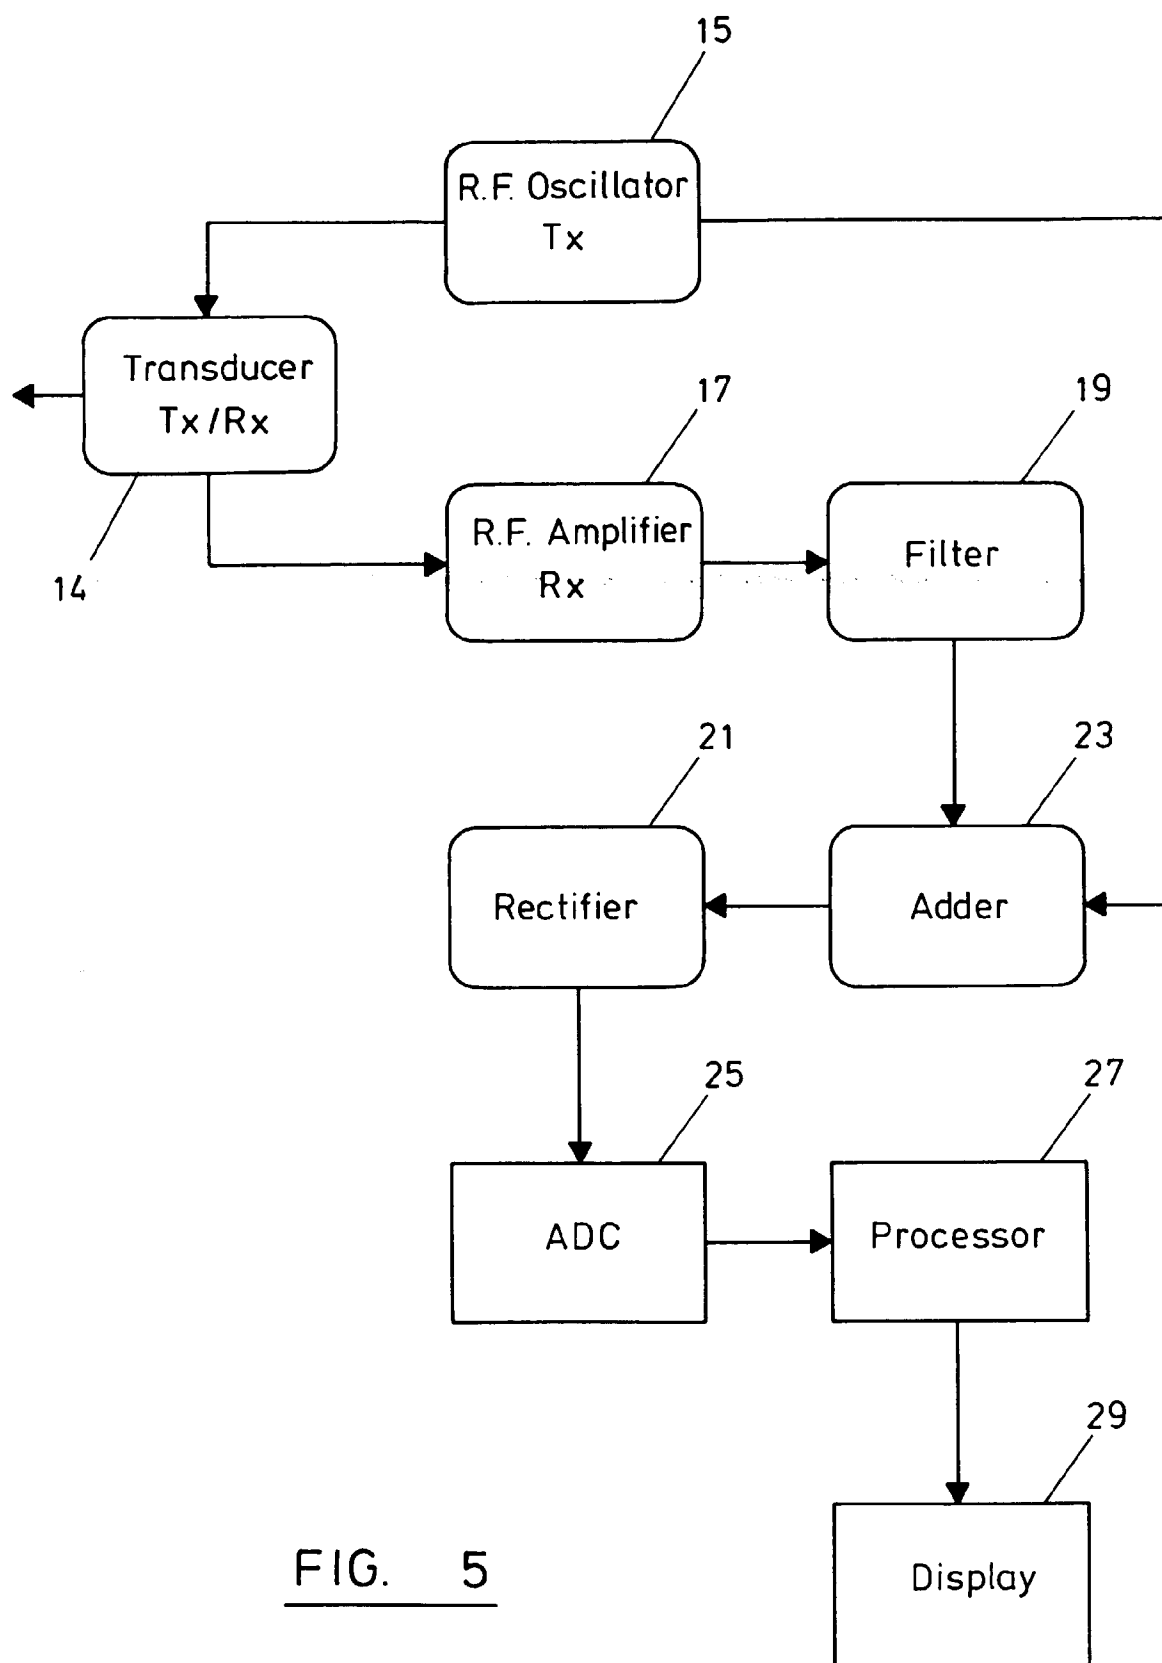 15
R.F. Oscillator
Tx
Transducer
Tx/Rx
14
17
R.F. Amplifier
Rx
19
Filter
21
Rectifier
23
Adder
25
ADC
27
Processor
29
Display
FIG. 5